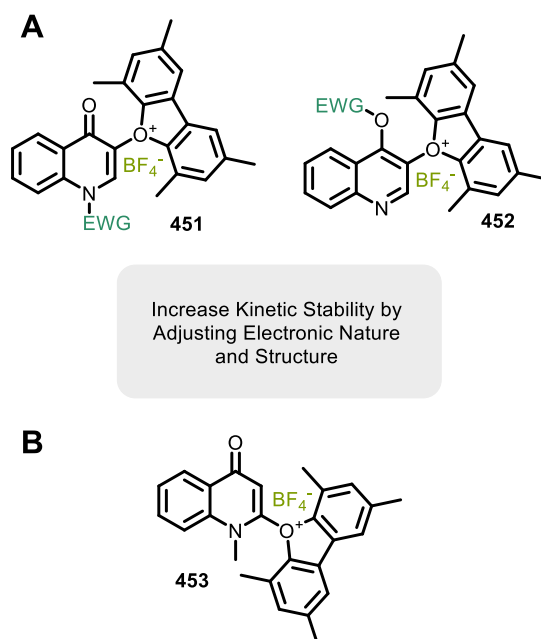 A
O
O+
BF4-
N
EWG
451
EWG
O
O+
BF4-
N
452
Increase Kinetic Stability by
Adjusting Electronic Nature
and Structure
B
O
BF4-
N
O+
453